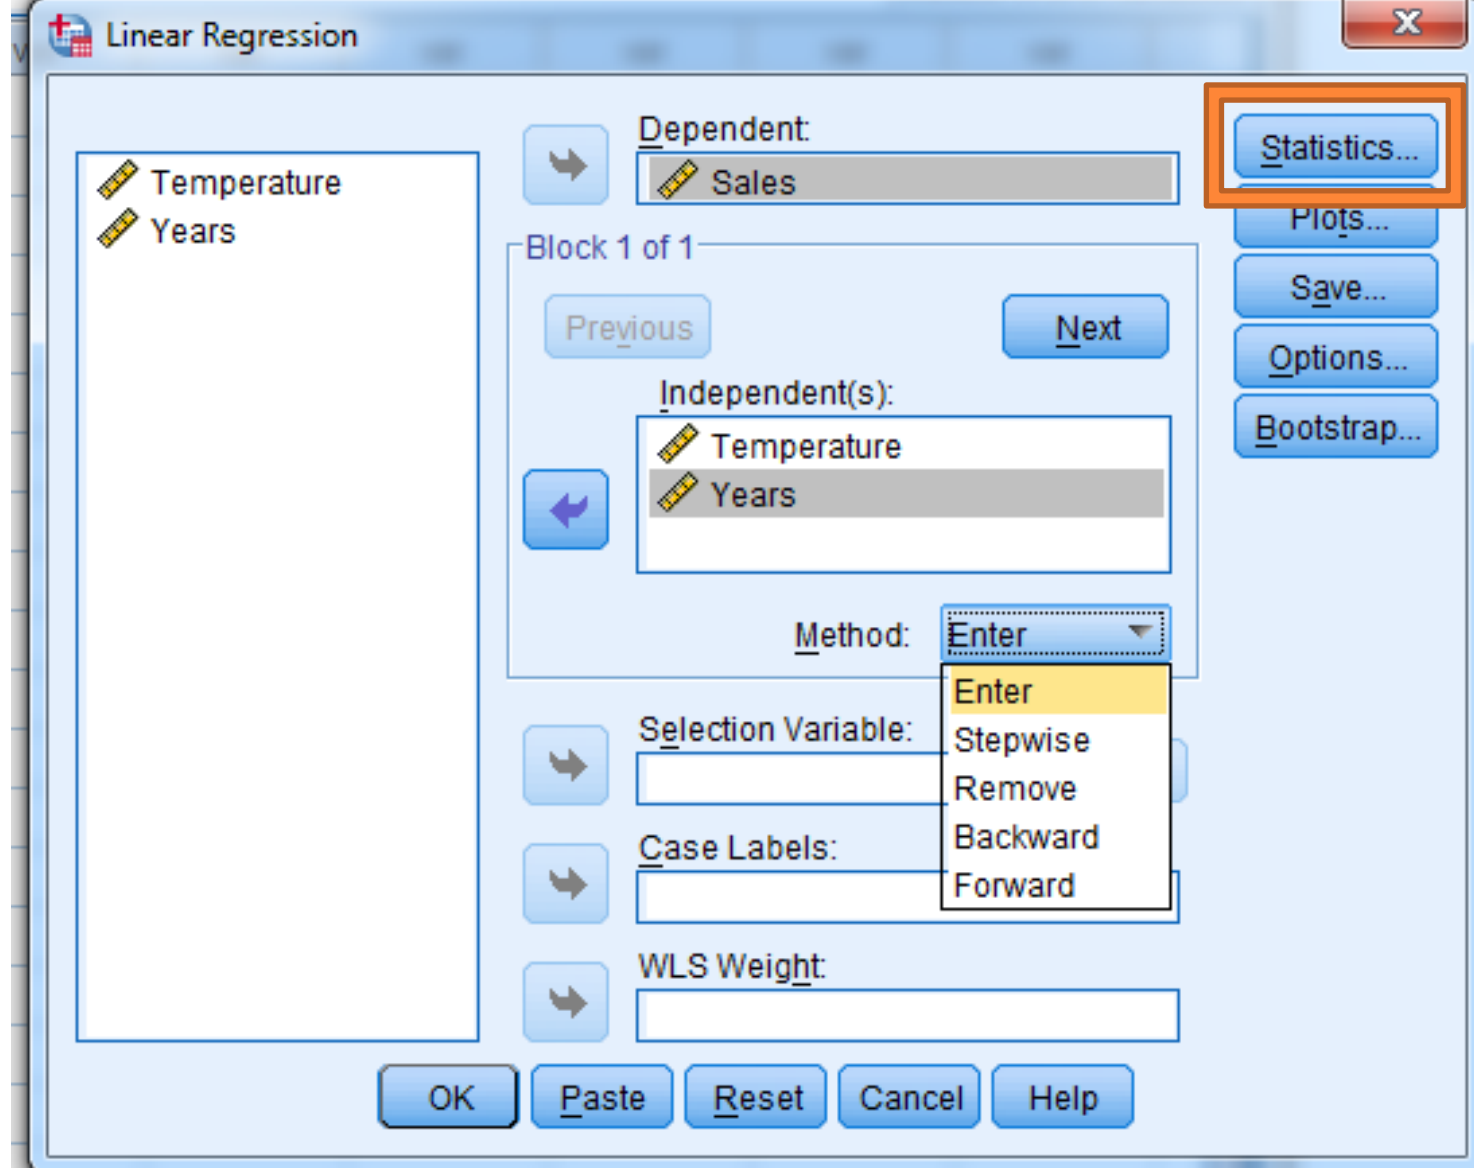 Linear Regression
Temperature
Years
Dependent:
Sales
Block 1 of 1
Previous
Next
Independent(s):
Temperature
Years
Method:
Enter
Enter
Stepwise
Remove
Backward
Forward
Selection Variable:
Case Labels:
WLS Weight:
Statistics...
Plots...
Save...
Options...
Bootstrap...
OK
Paste
Reset
Cancel
Help